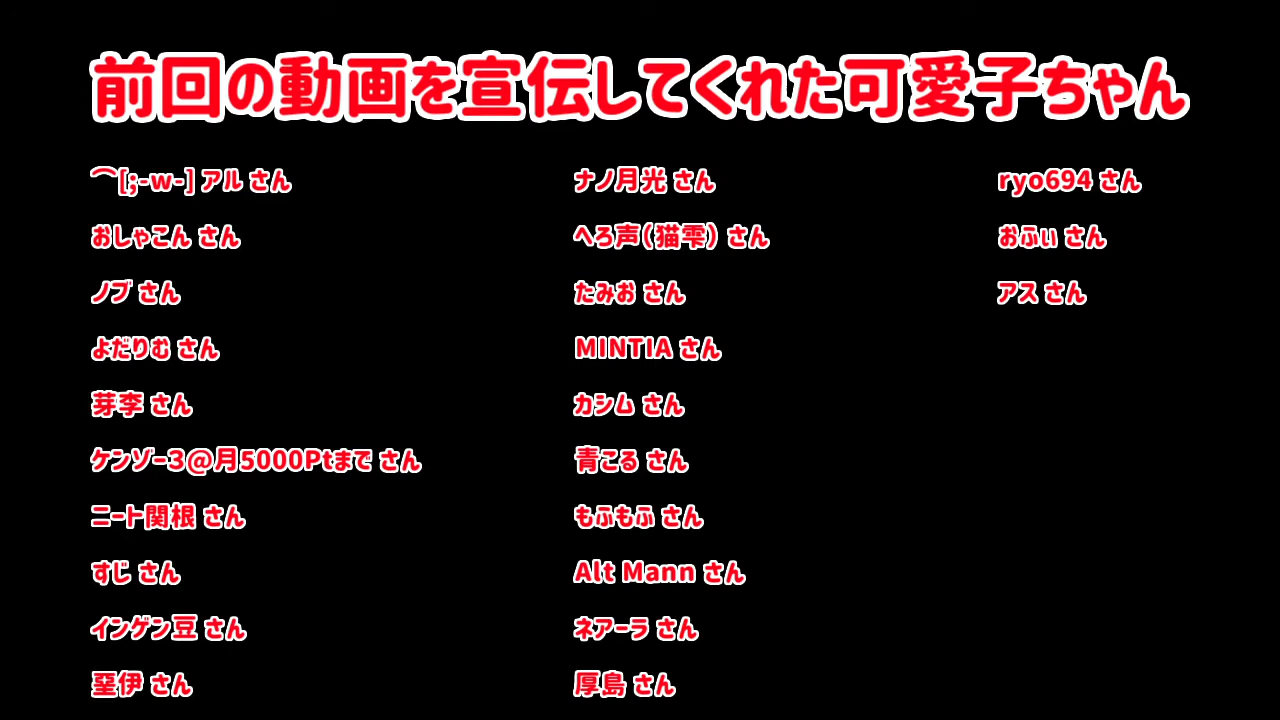 前回の動画を宣伝してくれた可愛子ちゃん
⌒[;-w-] アル さん
おしゃこん さん
ノブ さん
よだりむ さん
芽李 さん
ケンゾー3@月5000Ptまで さん
ニート関根 さん
すじ さん
インゲン豆 さん
堊伊 さん
ナノ月光 さん
へろ声(猫雫) さん
たみお さん
MINTIA さん
カシム さん
青こる さん
もふもふ さん
Alt Mann さん
ネアーラ さん
厚島 さん
ryo694 さん
おふぃ さん
アス さん